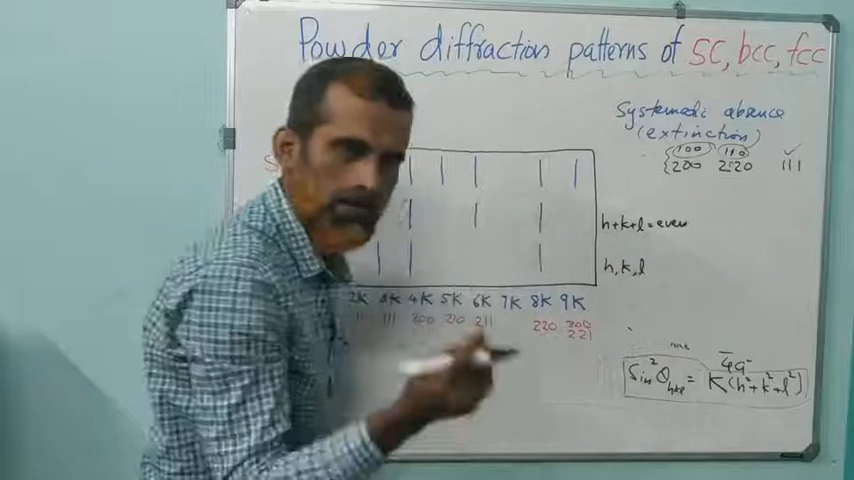 Powder diffraction patterns of SC, bcc, fcc
Systematic absence
(extinction)
100 110
{200 220 111 ✓
h+k+l = even
h, k, l
2K 3K 4K 5K 6K 7K 8K 9K
111 200 210 211 220 300
221
Sin²θhkl = K(h²+k²+l²)